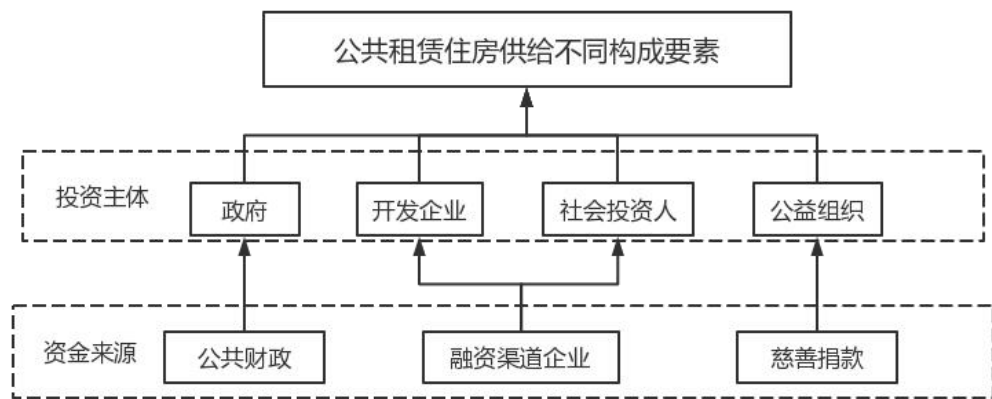 公共租赁住房供给不同构成要素
投资主体
政府
开发企业
社会投资人
公益组织
资金来源
公共财政
融资渠道企业
慈善捐款